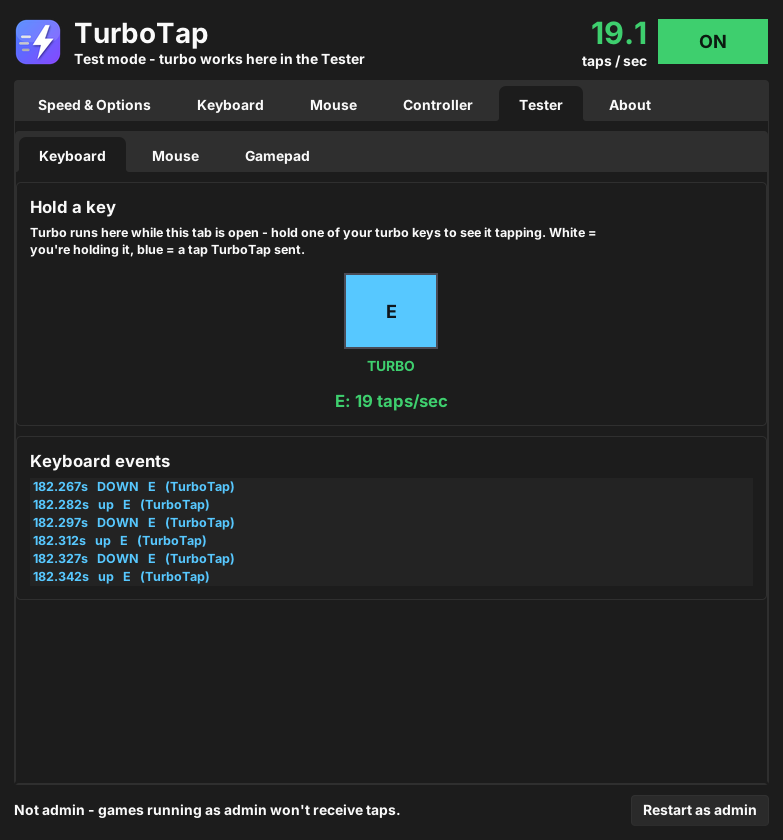 TurboTap
Test mode - turbo works here in the Tester
19.1
taps / sec
ON
Speed & Options Keyboard Mouse Controller Tester About
Keyboard Mouse Gamepad
Hold a key
Turbo runs here while this tab is open - hold one of your turbo keys to see it tapping. White =
you're holding it, blue = a tap TurboTap sent.
E
TURBO
E: 19 taps/sec
Keyboard events
182.267s DOWN E (TurboTap)
182.282s up E (TurboTap)
182.297s DOWN E (TurboTap)
182.312s up E (TurboTap)
182.327s DOWN E (TurboTap)
182.342s up E (TurboTap)
Not admin - games running as admin won't receive taps.
Restart as admin